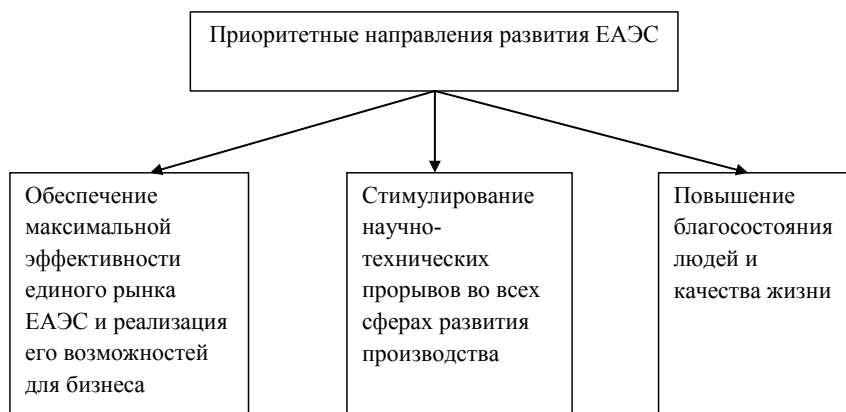 Приоритетные направления развития ЕАЭС
Обеспечение
максимальной
эффективности
единого рынка
ЕАЭС и реализация
его возможностей
для бизнеса
Стимулирование
научно-
технических
прорывов во всех
сферах развития
производства
Повышение
благосостояния
людей и
качества жизни